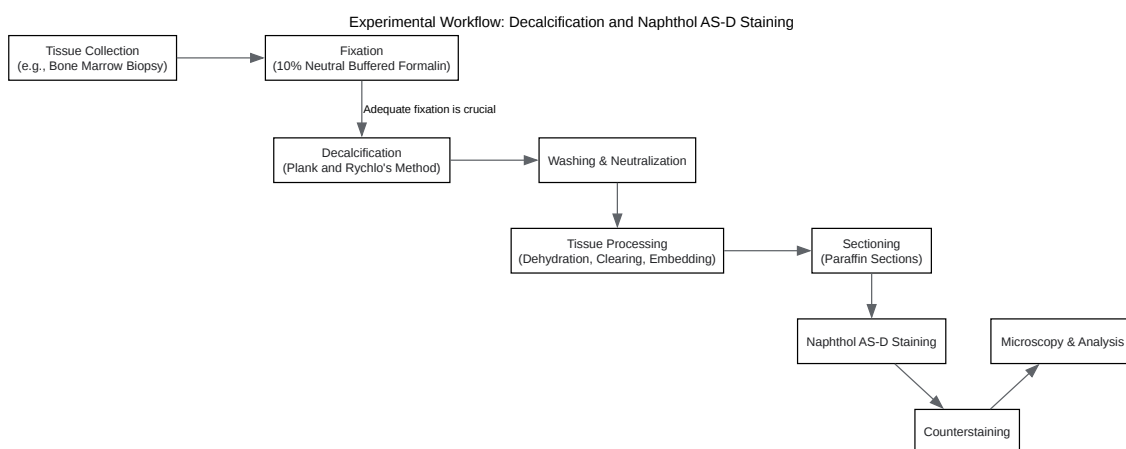 Experimental Workflow: Decalcification and Naphthol AS-D Staining
Tissue Collection
(e.g., Bone Marrow Biopsy)
Fixation
(10% Neutral Buffered Formalin)
Adequate fixation is crucial
Decalcification
(Plank and Rychlo's Method)
Washing & Neutralization
Tissue Processing
(Dehydration, Clearing, Embedding)
Sectioning
(Paraffin Sections)
Naphthol AS-D Staining
Microscopy & Analysis
Counterstaining